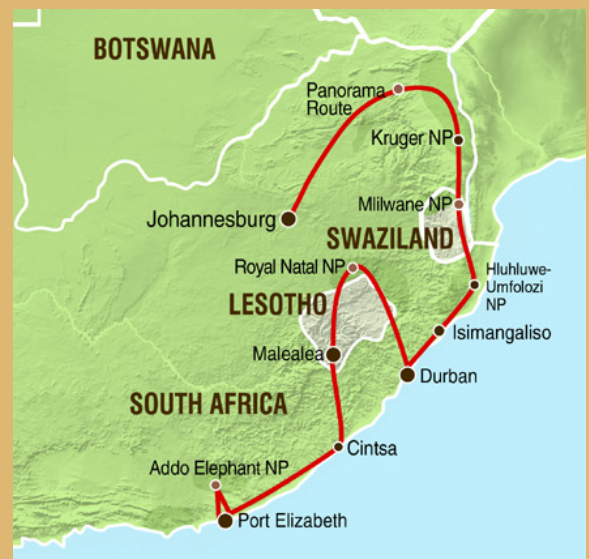 BOTSWANA
Panorama
Route
Kruger NP
Mlilwane NP
Johannesburg
SWAZILAND
Royal Natal NP
Hluhluwe-
Umfolozi
NP
LESOTHO
Isimangaliso
Malealea
Durban
SOUTH AFRICA
Cintsa
Addo Elephant NP
Port Elizabeth